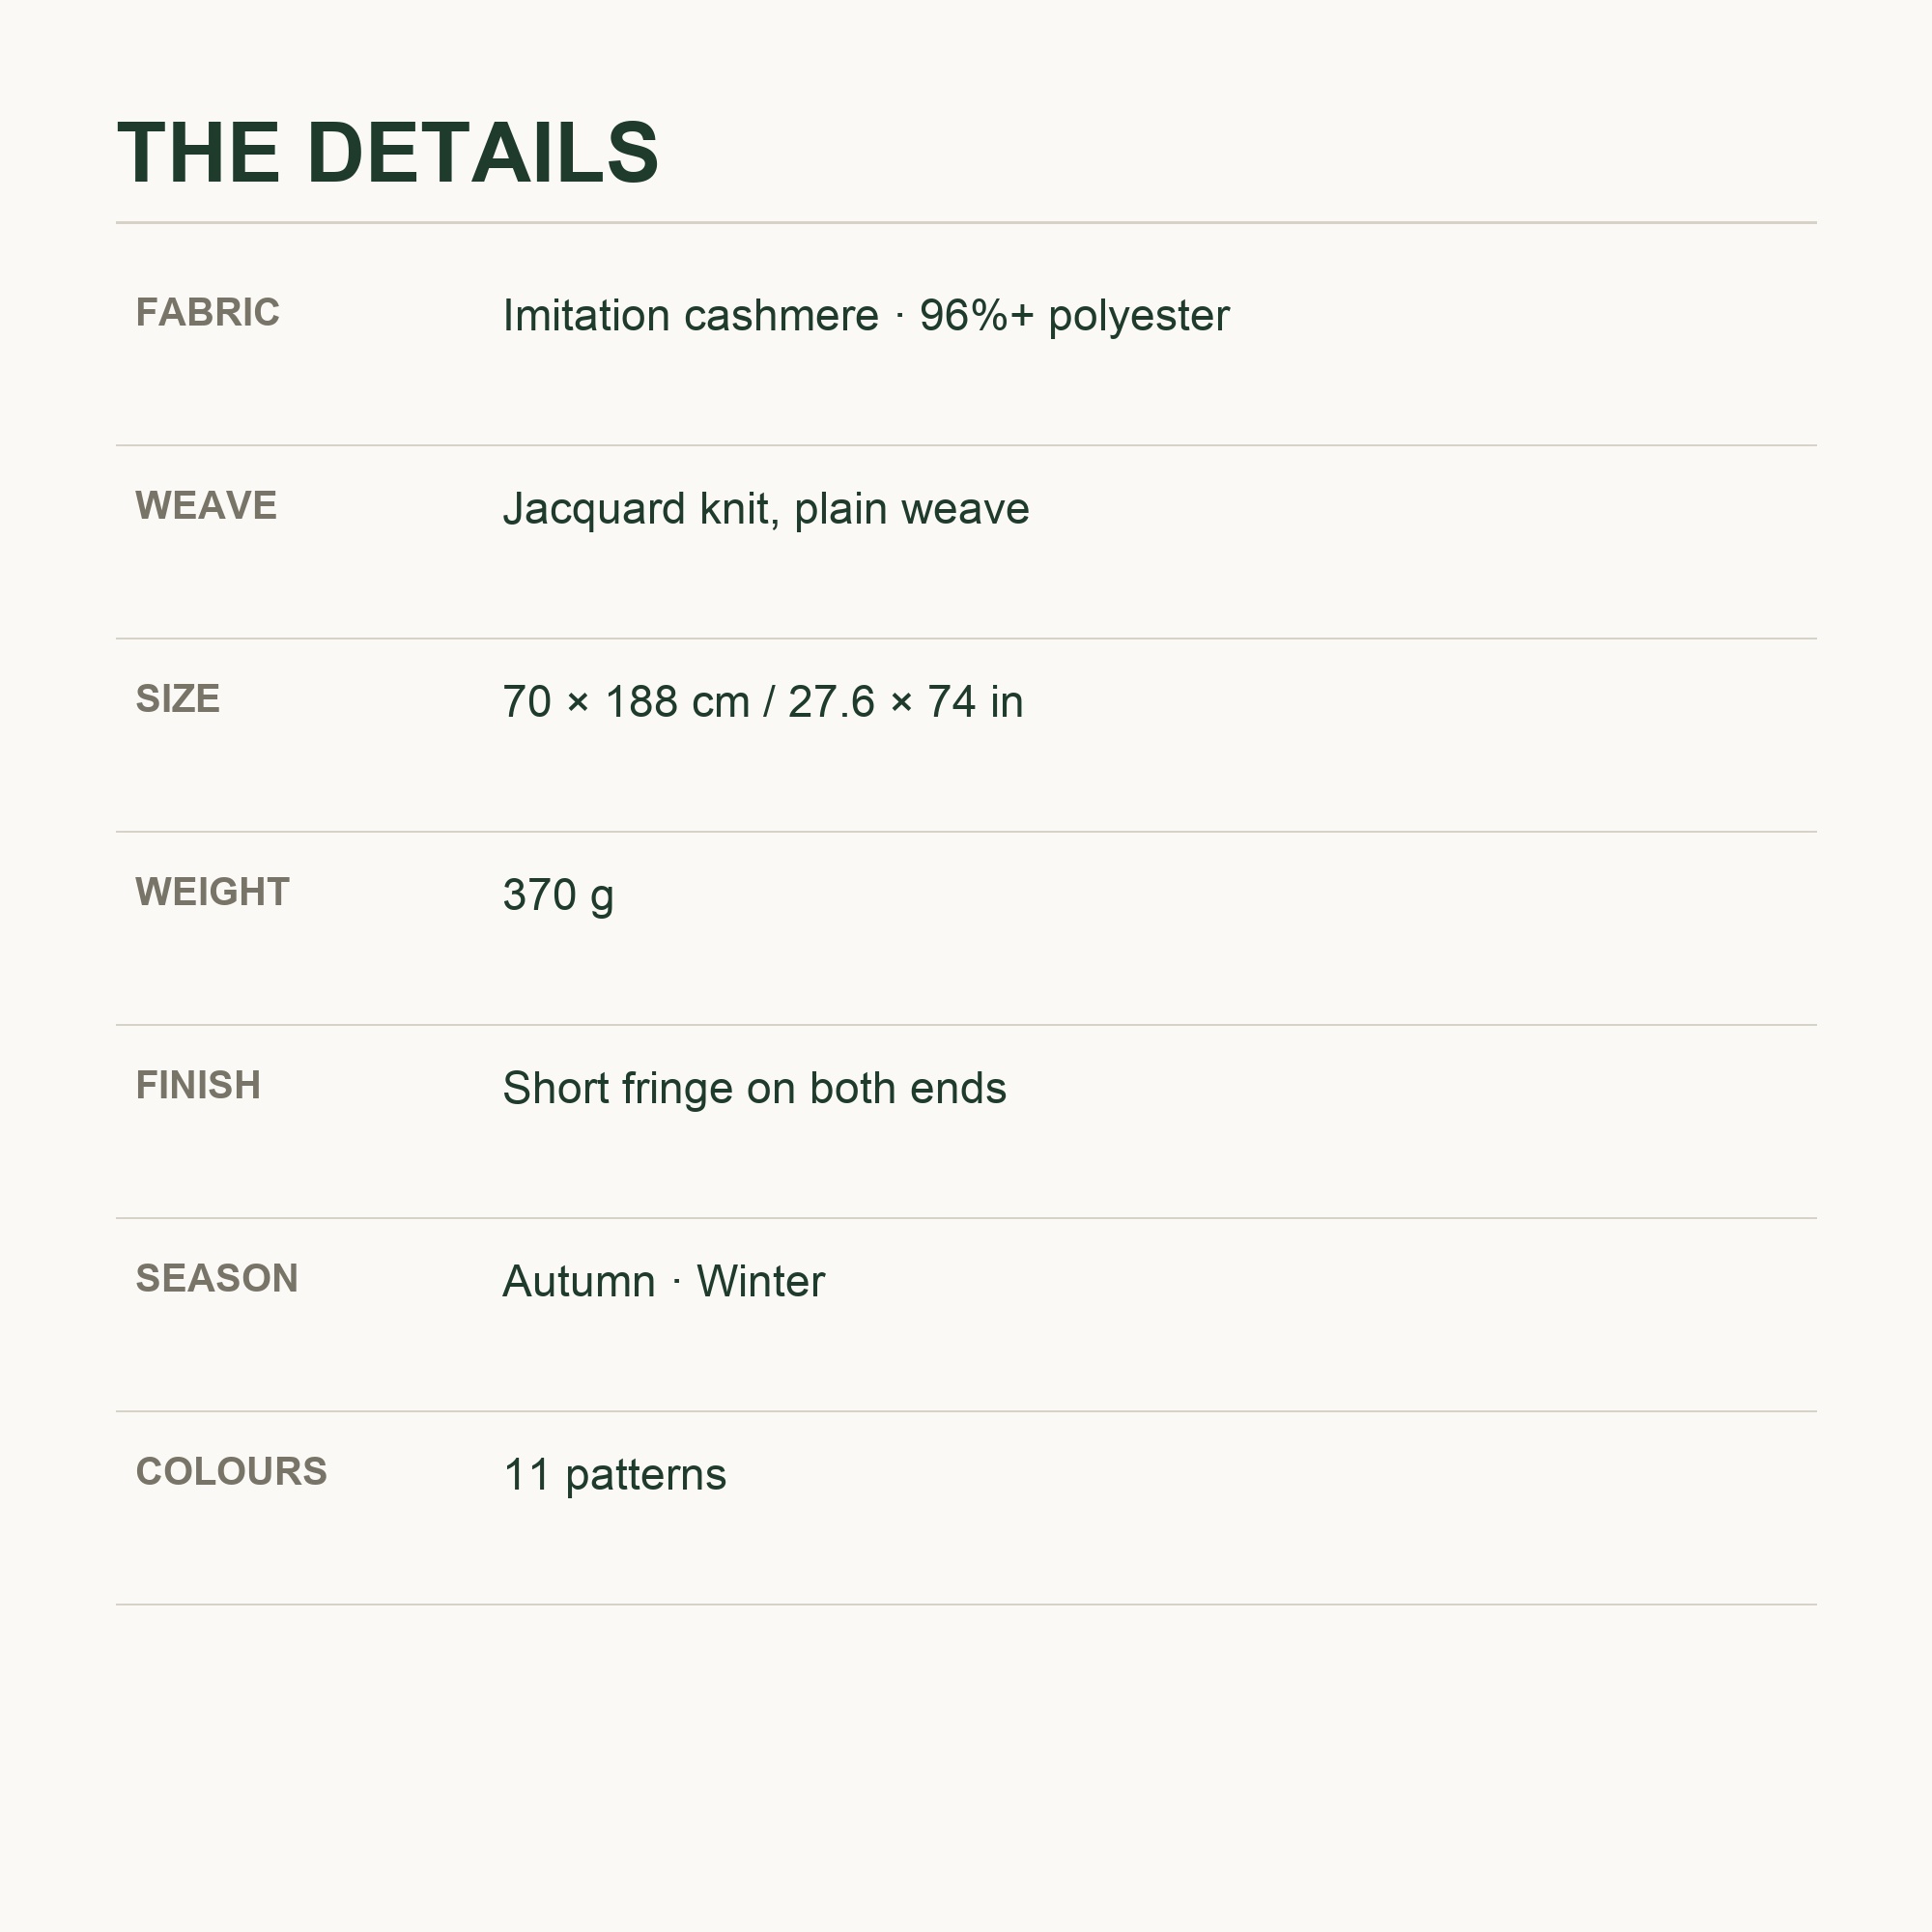 THE DETAILS
FABRIC Imitation cashmere · 96%+ polyester
WEAVE Jacquard knit, plain weave
SIZE 70 × 188 cm / 27.6 × 74 in
WEIGHT 370 g
FINISH Short fringe on both ends
SEASON Autumn · Winter
COLOURS 11 patterns